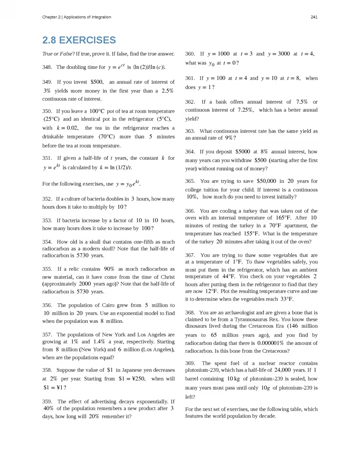 Chapter 2 | Applications of Integration
241
2.8 EXERCISES
True or False? If true, prove it. If false, find the true answer.
348. The doubling time for y = e^{ct} is (ln (2))/(ln (c)).
349. If you invest $500, an annual rate of interest of
3% yields more money in the first year than a 2.5%
continuous rate of interest.
350. If you leave a 100°C pot of tea at room temperature
(25°C) and an identical pot in the refrigerator (5°C),
with k = 0.02, the tea in the refrigerator reaches a
drinkable temperature (70°C) more than 5 minutes
before the tea at room temperature.
351. If given a half-life of t years, the constant k for
y = e^{kt} is calculated by k = ln (1/2)/t.
For the following exercises, use y = y₀e^{kt}.
352. If a culture of bacteria doubles in 3 hours, how many
hours does it take to multiply by 10?
353. If bacteria increase by a factor of 10 in 10 hours,
how many hours does it take to increase by 100?
354. How old is a skull that contains one-fifth as much
radiocarbon as a modern skull? Note that the half-life of
radiocarbon is 5730 years.
355. If a relic contains 90% as much radiocarbon as
new material, can it have come from the time of Christ
(approximately 2000 years ago)? Note that the half-life of
radiocarbon is 5730 years.
356. The population of Cairo grew from 5 million to
10 million in 20 years. Use an exponential model to find
when the population was 8 million.
357. The populations of New York and Los Angeles are
growing at 1% and 1.4% a year, respectively. Starting
from 8 million (New York) and 6 million (Los Angeles),
when are the populations equal?
358. Suppose the value of $1 in Japanese yen decreases
at 2% per year. Starting from $1 = ¥250, when will
$1 = ¥1?
359. The effect of advertising decays exponentially. If
40% of the population remembers a new product after 3
days, how long will 20% remember it?
360. If y = 1000 at t = 3 and y = 3000 at t = 4,
what was y₀ at t = 0?
361. If y = 100 at t = 4 and y = 10 at t = 8, when
does y = 1?
362. If a bank offers annual interest of 7.5% or
continuous interest of 7.25%, which has a better annual
yield?
363. What continuous interest rate has the same yield as
an annual rate of 9%?
364. If you deposit $5000 at 8% annual interest, how
many years can you withdraw $500 (starting after the first
year) without running out of money?
365. You are trying to save $50,000 in 20 years for
college tuition for your child. If interest is a continuous
10%, how much do you need to invest initially?
366. You are cooling a turkey that was taken out of the
oven with an internal temperature of 165°F. After 10
minutes of resting the turkey in a 70°F apartment, the
temperature has reached 155°F. What is the temperature
of the turkey 20 minutes after taking it out of the oven?
367. You are trying to thaw some vegetables that are
at a temperature of 1°F. To thaw vegetables safely, you
must put them in the refrigerator, which has an ambient
temperature of 44°F. You check on your vegetables 2
hours after putting them in the refrigerator to find that they
are now 12°F. Plot the resulting temperature curve and use
it to determine when the vegetables reach 33°F.
368. You are an archaeologist and are given a bone that is
claimed to be from a Tyrannosaurus Rex. You know these
dinosaurs lived during the Cretaceous Era (146 million
years to 65 million years ago), and you find by
radiocarbon dating that there is 0.000001% the amount of
radiocarbon. Is this bone from the Cretaceous?
369. The spent fuel of a nuclear reactor contains
plutonium-239, which has a half-life of 24,000 years. If 1
barrel containing 10 kg of plutonium-239 is sealed, how
many years must pass until only 10g of plutonium-239 is
left?
For the next set of exercises, use the following table, which
features the world population by decade.